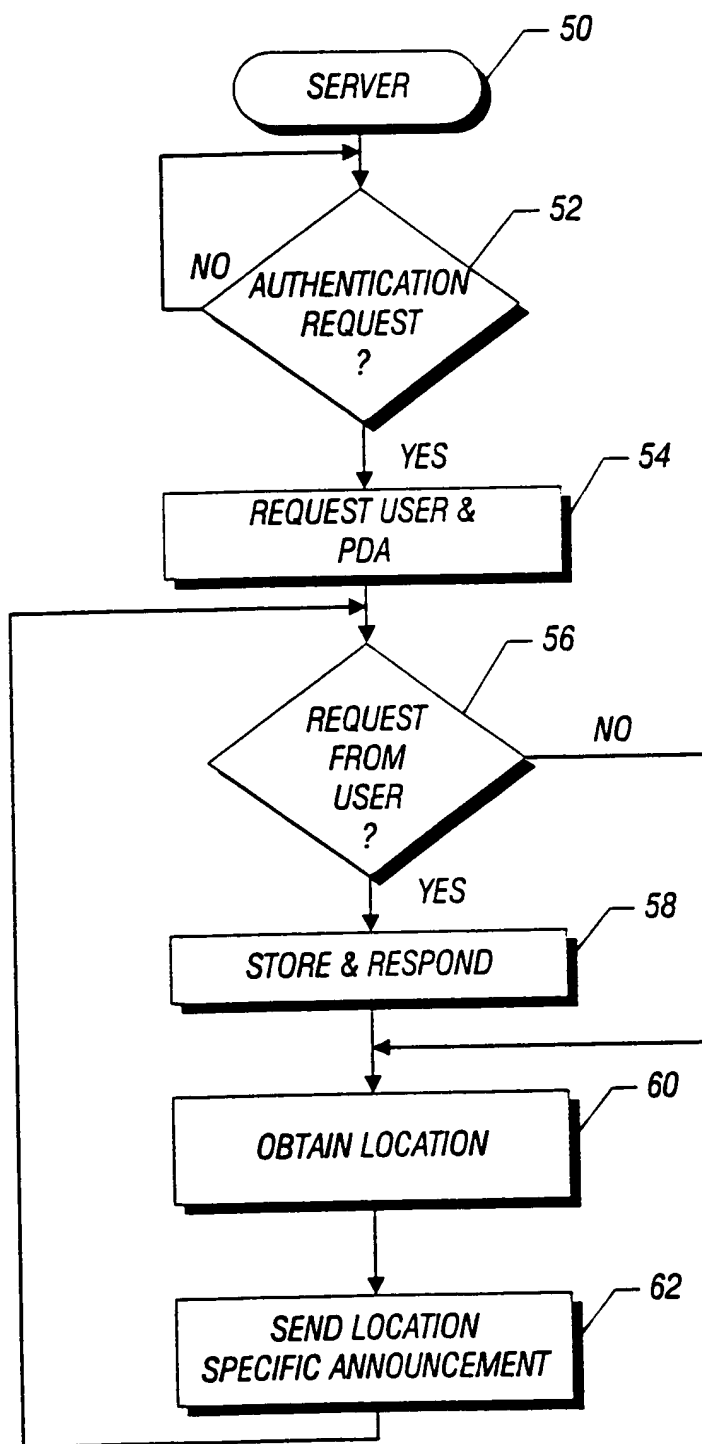 50
SERVER
52
NO
AUTHENTICATION
REQUEST
?
YES
54
REQUEST USER &
PDA
56
REQUEST
FROM
USER
?
NO
YES
58
STORE & RESPOND
60
OBTAIN LOCATION
62
SEND LOCATION
SPECIFIC ANNOUNCEMENT